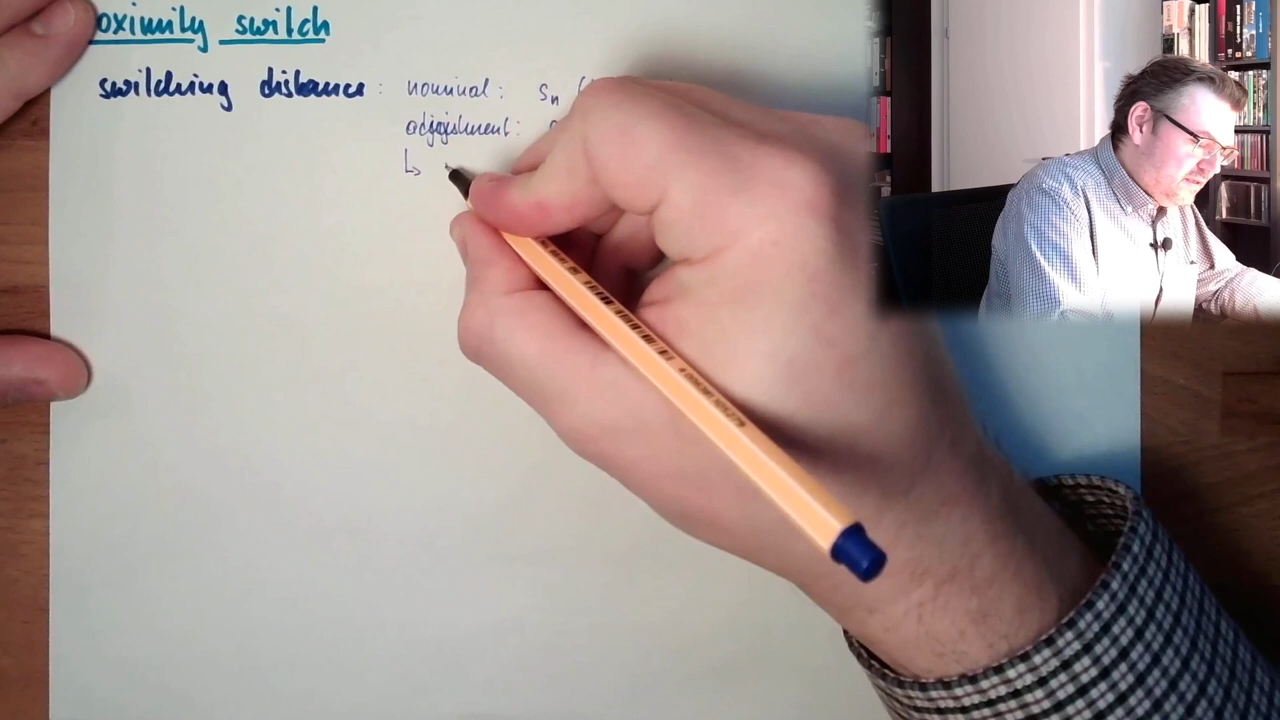 oximity switch
switching distance: nominal: sn (
adjustment:
↳